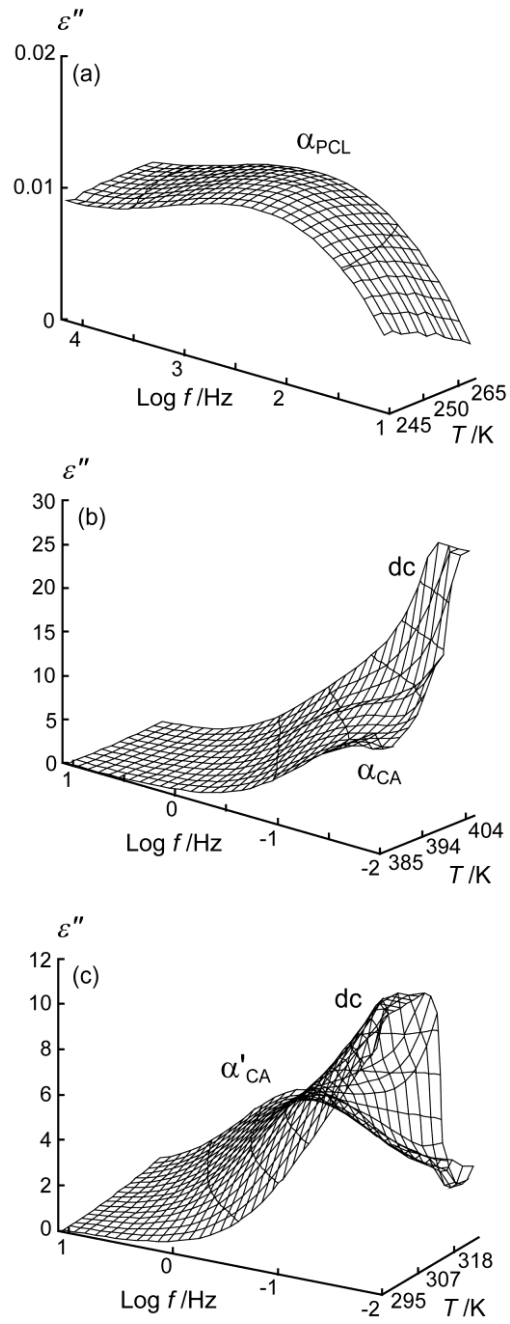 ε″
0.02
(a)
α_PCL
0.01
0
4
3
2
1
Log f /Hz
245 250 265
T /K
ε″
30
(b)
25
dc
20
15
10
5
0
α_CA
1
0
-1
-2
Log f /Hz
385 394 404
T /K
ε″
12
(c)
10
dc
8
α'_CA
6
4
2
0
1
0
-1
-2
Log f /Hz
295 307 318
T /K